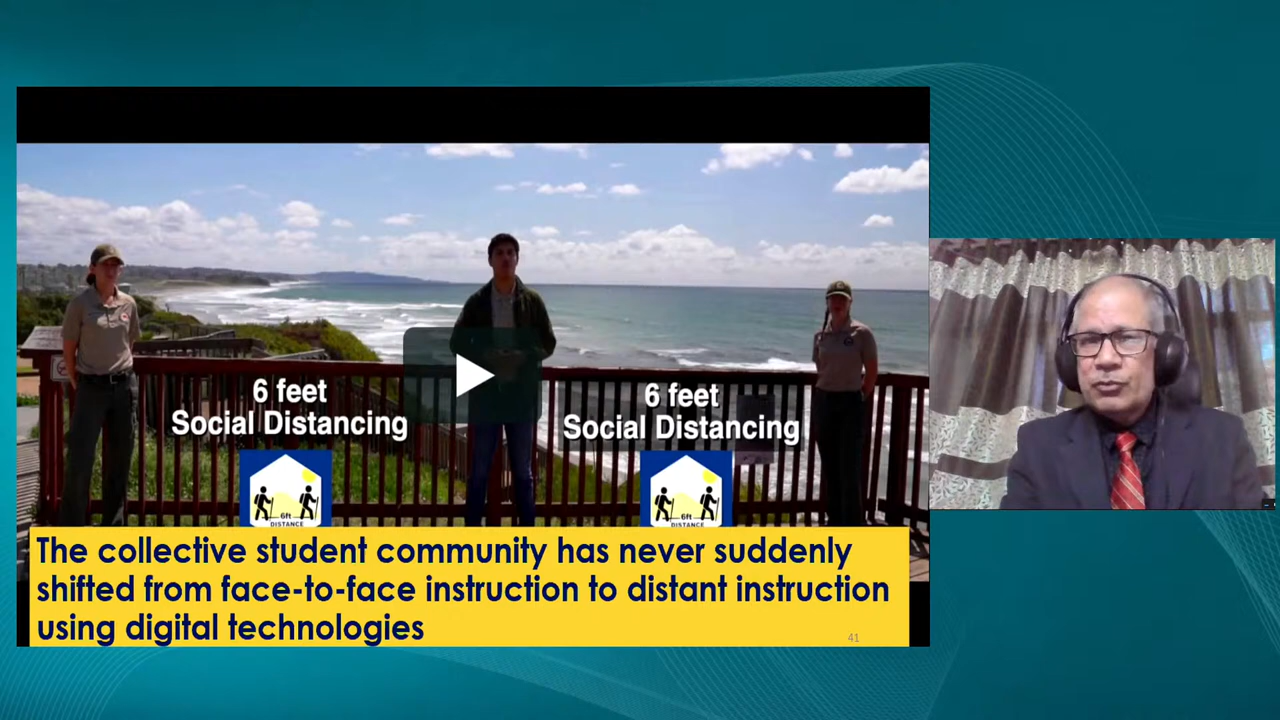 6 feet
Social Distancing
6 feet
Social Distancing
6ft
DISTANCE
6ft
DISTANCE
The collective student community has never suddenly
shifted from face-to-face instruction to distant instruction
using digital technologies
41